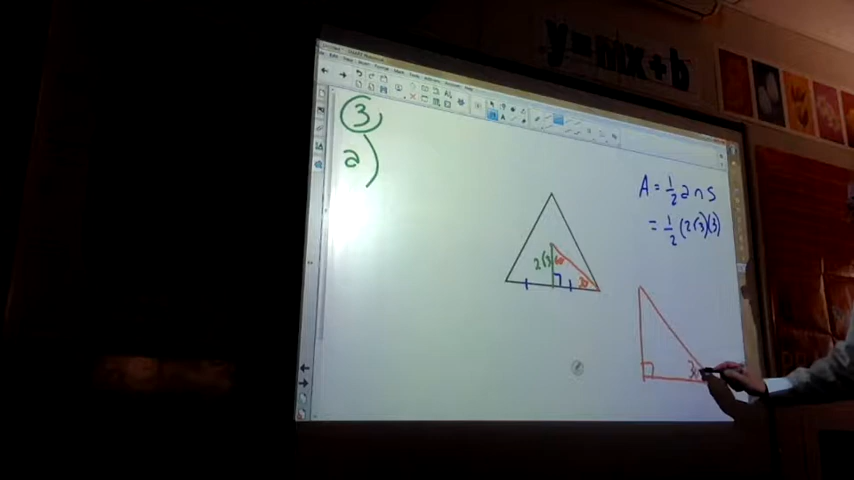 y=mx+b
③
a)
A = 1/2 a n s
= 1/2 (2√3)(3)
2√3 60
30
30